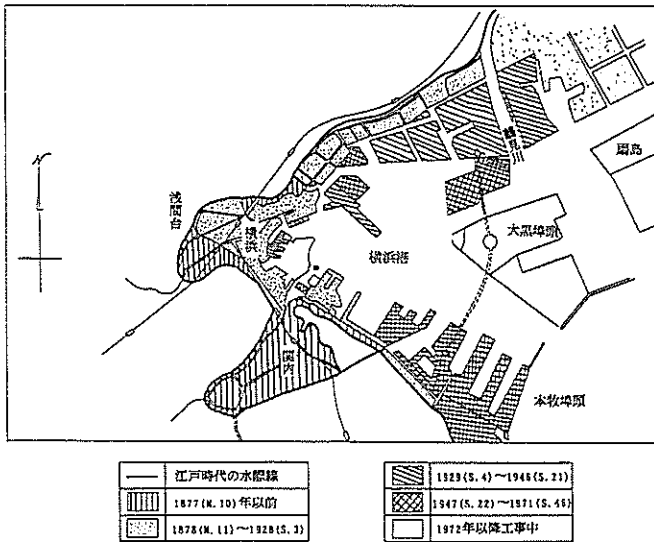 鶴見川
扇島
浅間台
横浜
大黒埠頭
横浜港
関内
本牧埠頭
江戸時代の水際線
1877(M.10)年以前
1878(M.11)～1928(S.3)
1929(S.4)～1946(S.21)
1947(S.22)～1971(S.46)
1972年以降工事中